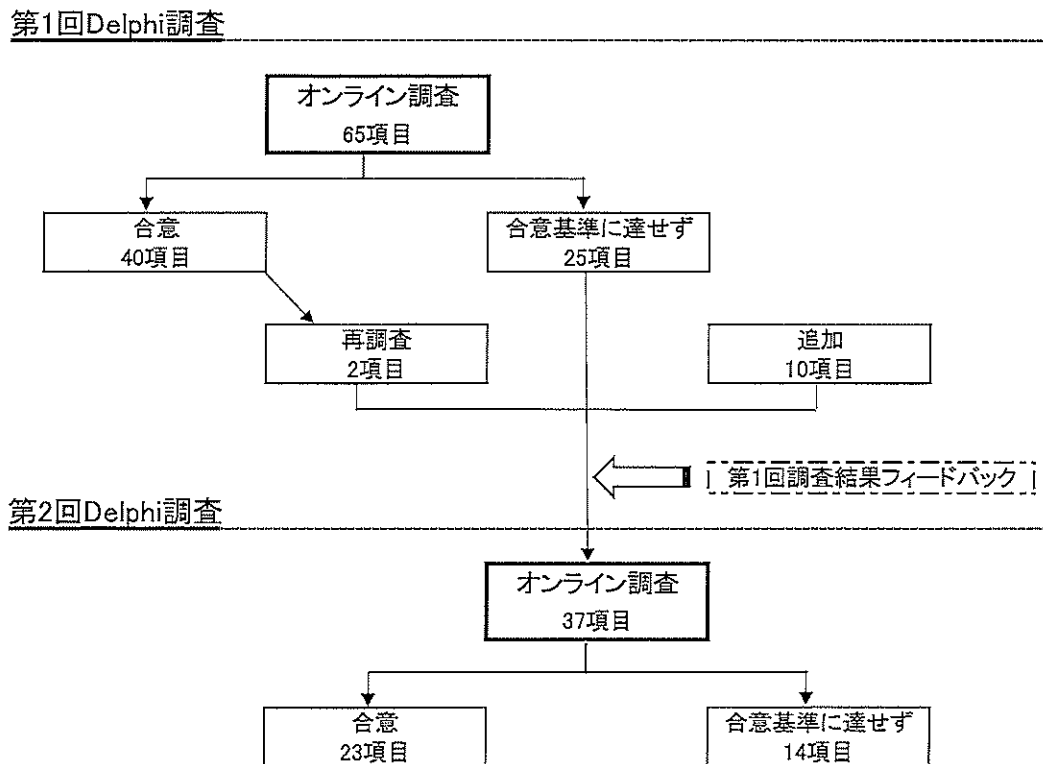 第1回Delphi調査
オンライン調査
65項目
合意
40項目
合意基準に達せず
25項目
再調査
2項目
追加
10項目
第1回調査結果フィードバック
第2回Delphi調査
オンライン調査
37項目
合意
23項目
合意基準に達せず
14項目